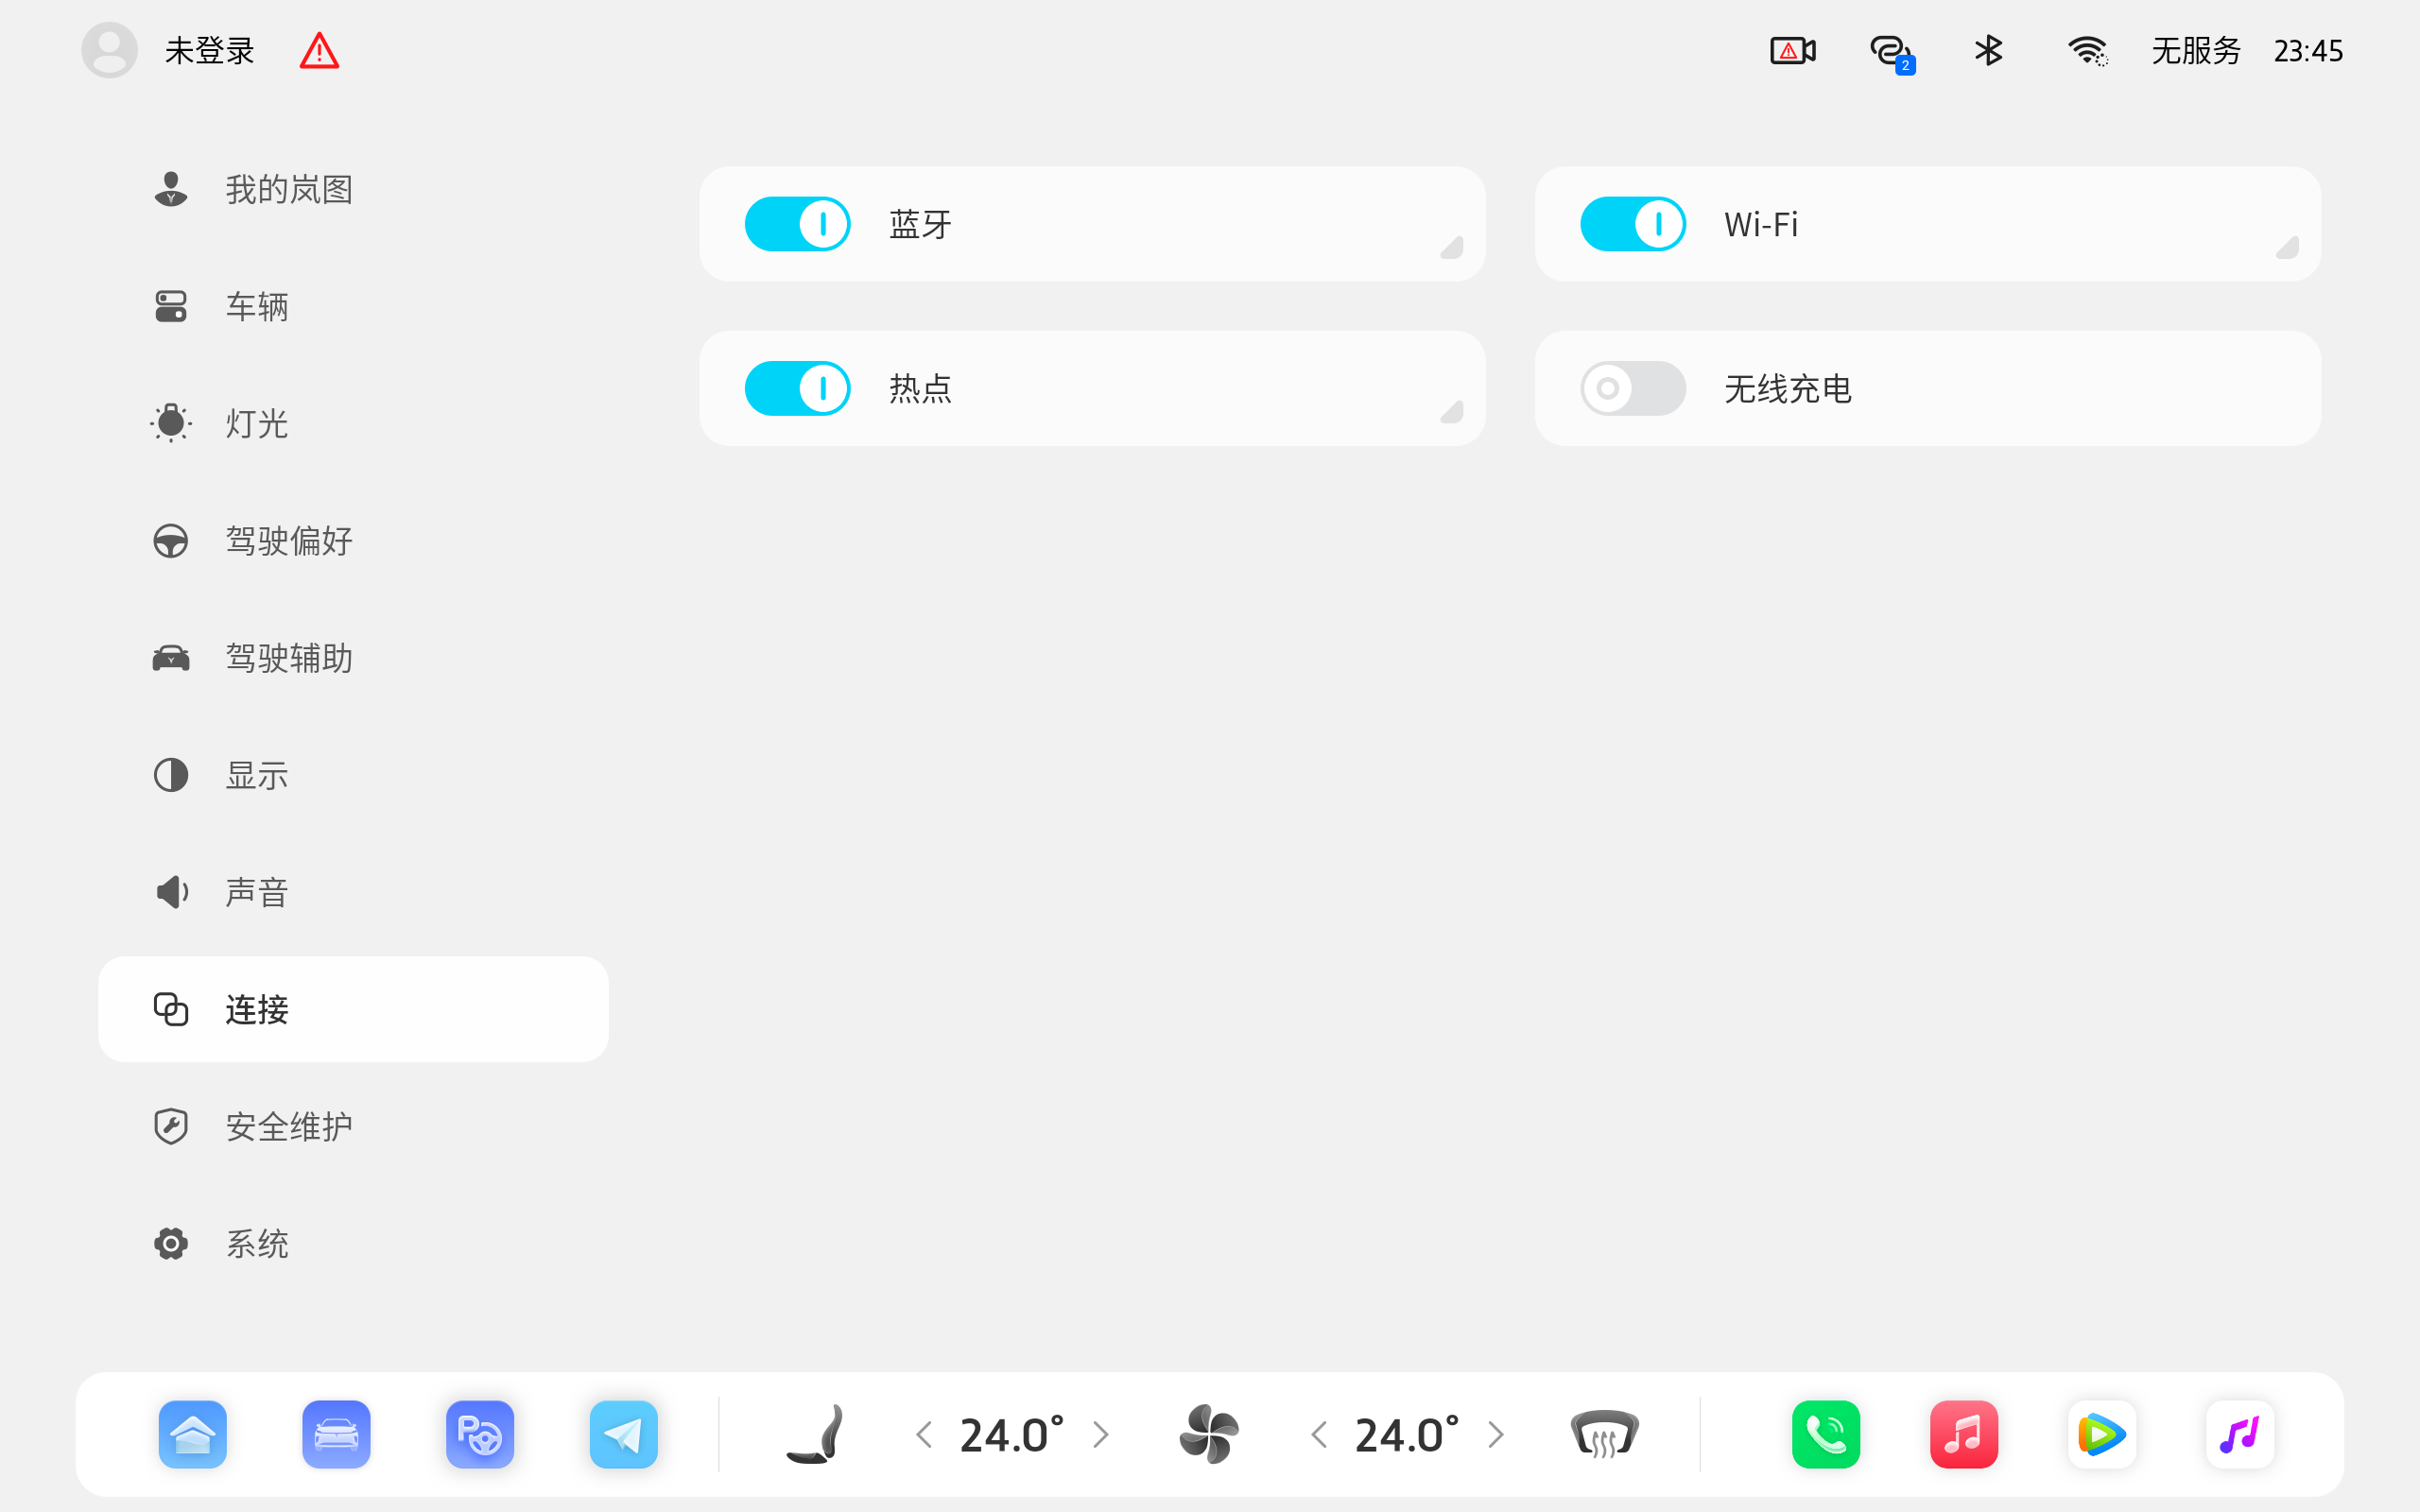 未登录
2
无服务
23:45
我的岚图
车辆
灯光
驾驶偏好
驾驶辅助
显示
声音
连接
安全维护
系统
蓝牙
Wi-Fi
热点
无线充电
24.0°
24.0°